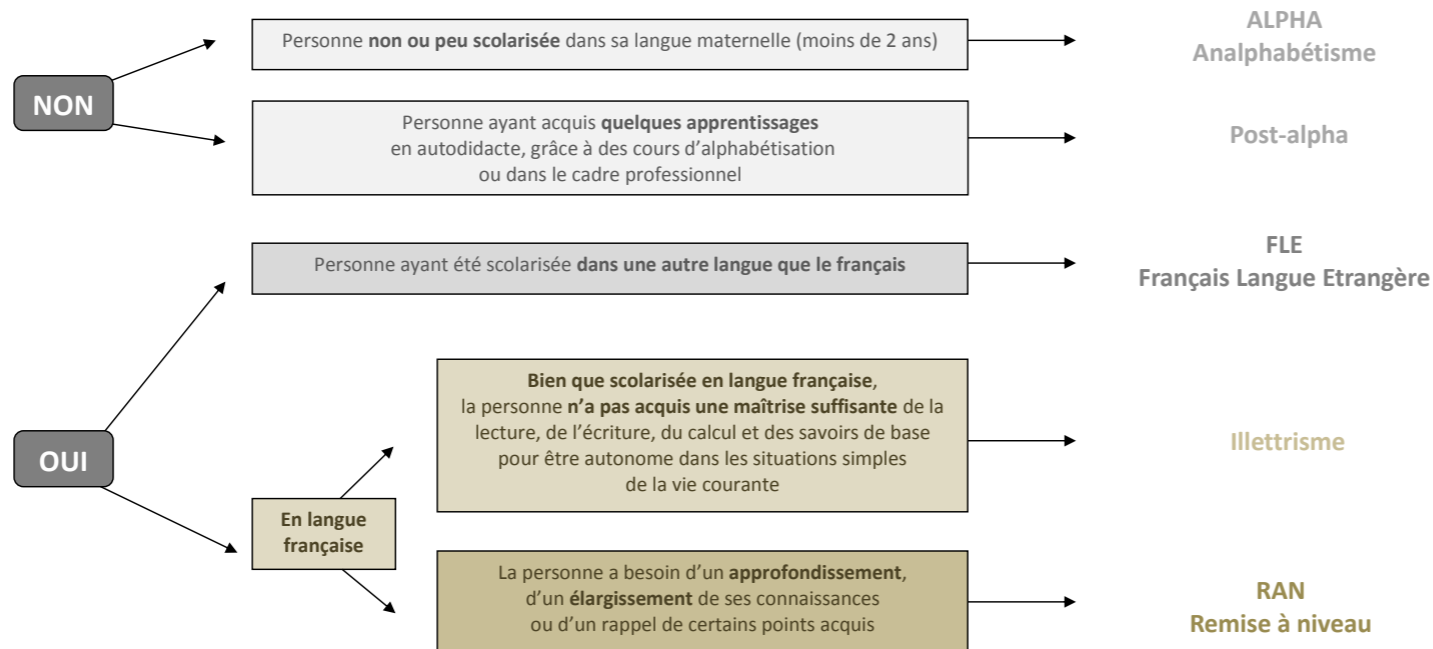 NON
Personne non ou peu scolarisée dans sa langue maternelle (moins de 2 ans)
ALPHA
Analphabétisme
Personne ayant acquis quelques apprentissages
en autodidacte, grâce à des cours d’alphabétisation
ou dans le cadre professionnel
Post-alpha
OUI
Personne ayant été scolarisée dans une autre langue que le français
FLE
Français Langue Etrangère
En langue
française
Bien que scolarisée en langue française,
la personne n’a pas acquis une maîtrise suffisante de la
lecture, de l’écriture, du calcul et des savoirs de base
pour être autonome dans les situations simples
de la vie courante
Illettrisme
La personne a besoin d’un approfondissement,
d’un élargissement de ses connaissances
ou d’un rappel de certains points acquis
RAN
Remise à niveau